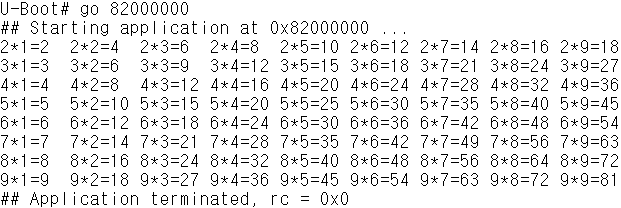 U-Boot# go 82000000
## Starting application at 0x82000000 ...
2*1=2 2*2=4 2*3=6 2*4=8 2*5=10 2*6=12 2*7=14 2*8=16 2*9=18
3*1=3 3*2=6 3*3=9 3*4=12 3*5=15 3*6=18 3*7=21 3*8=24 3*9=27
4*1=4 4*2=8 4*3=12 4*4=16 4*5=20 4*6=24 4*7=28 4*8=32 4*9=36
5*1=5 5*2=10 5*3=15 5*4=20 5*5=25 5*6=30 5*7=35 5*8=40 5*9=45
6*1=6 6*2=12 6*3=18 6*4=24 6*5=30 6*6=36 6*7=42 6*8=48 6*9=54
7*1=7 7*2=14 7*3=21 7*4=28 7*5=35 7*6=42 7*7=49 7*8=56 7*9=63
8*1=8 8*2=16 8*3=24 8*4=32 8*5=40 8*6=48 8*7=56 8*8=64 8*9=72
9*1=9 9*2=18 9*3=27 9*4=36 9*5=45 9*6=54 9*7=63 9*8=72 9*9=81
## Application terminated, rc = 0x0